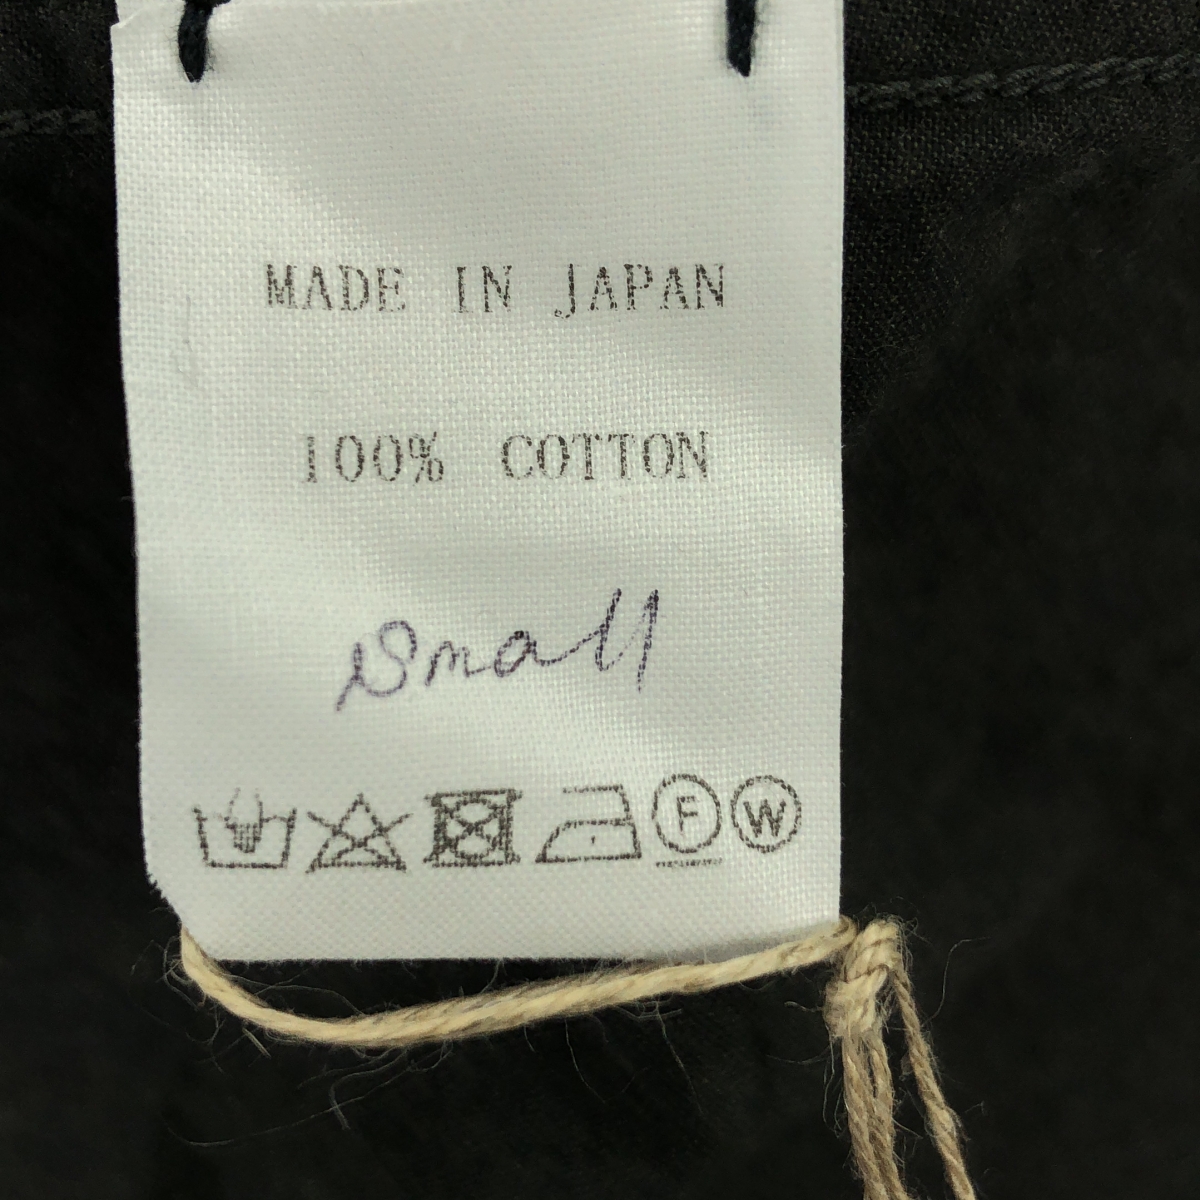 MADE IN JAPAN
100% COTTON
Small
F W